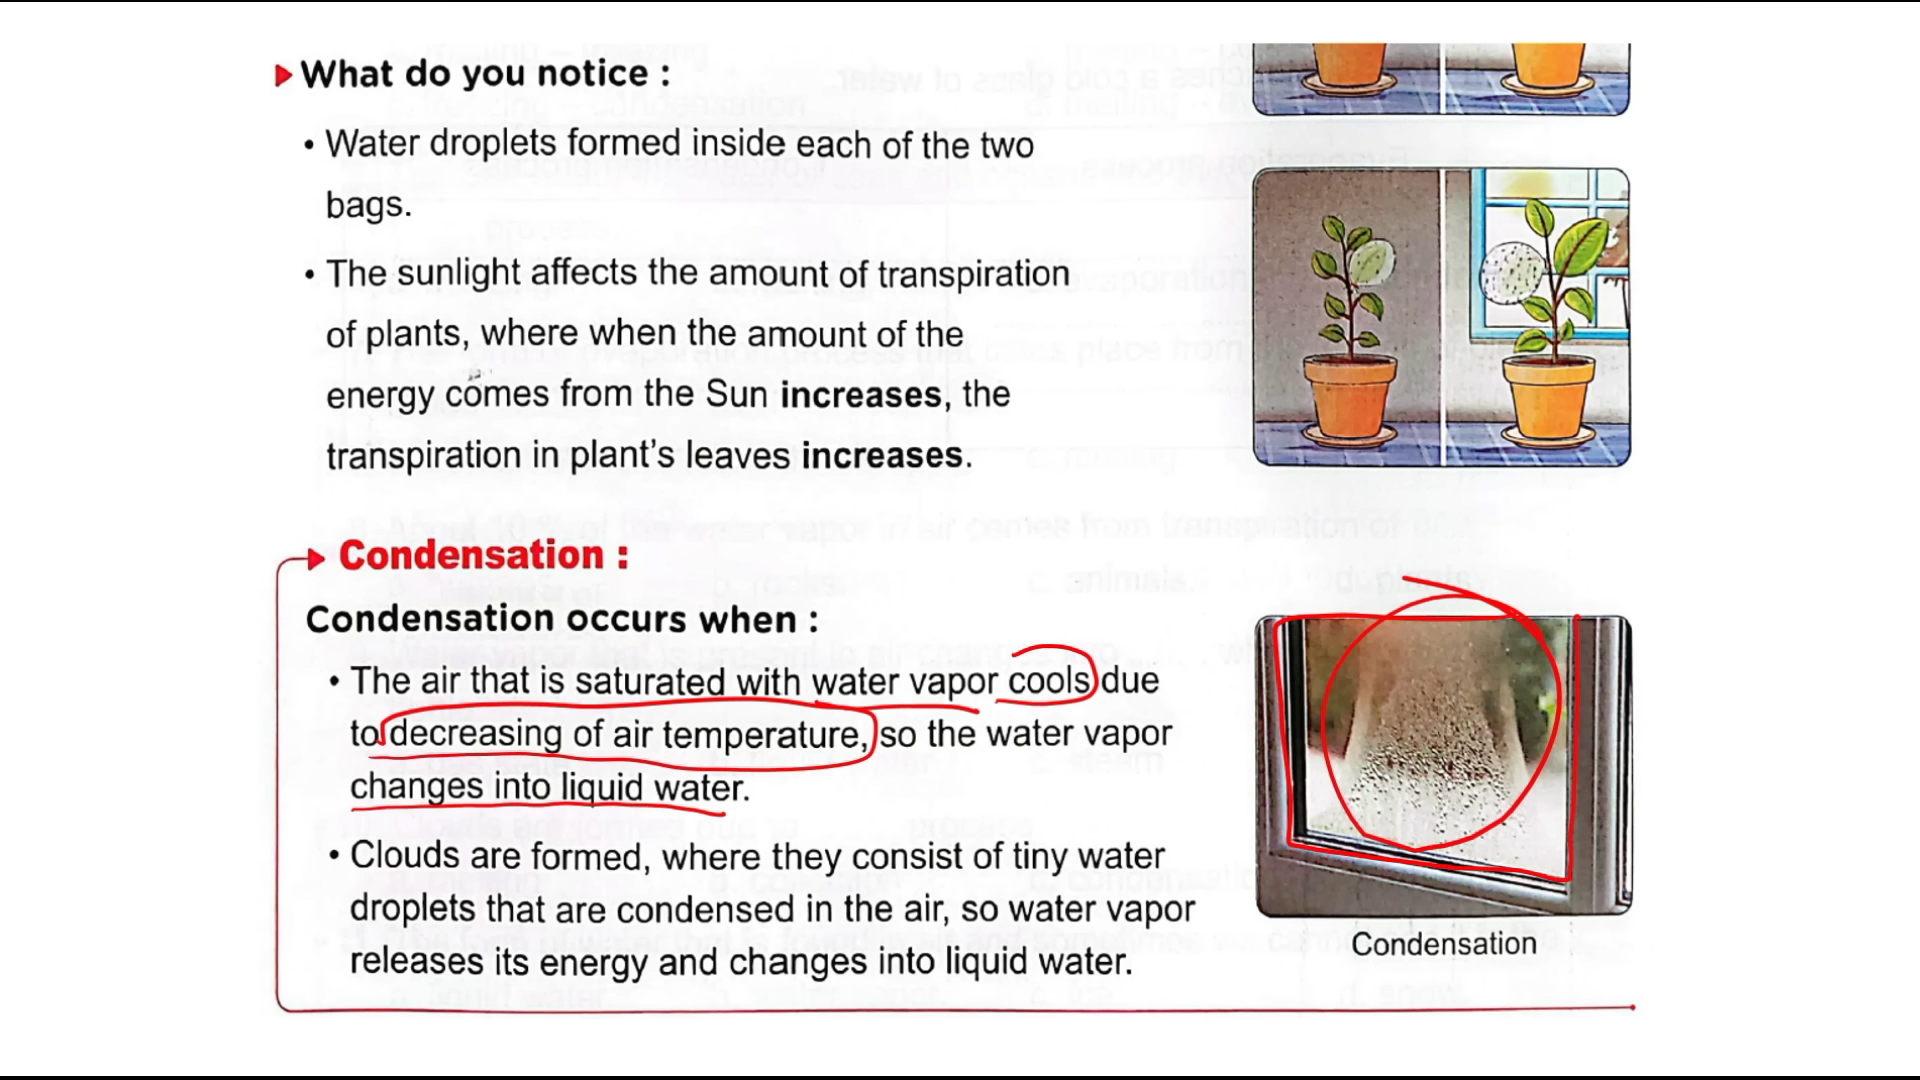 What do you notice :
• Water droplets formed inside each of the two
bags.
• The sunlight affects the amount of transpiration
of plants, where when the amount of the
energy comes from the Sun increases, the
transpiration in plant's leaves increases.
Condensation :
Condensation occurs when :
• The air that is saturated with water vapor cools due
to decreasing of air temperature, so the water vapor
changes into liquid water.
• Clouds are formed, where they consist of tiny water
droplets that are condensed in the air, so water vapor
releases its energy and changes into liquid water.
Condensation